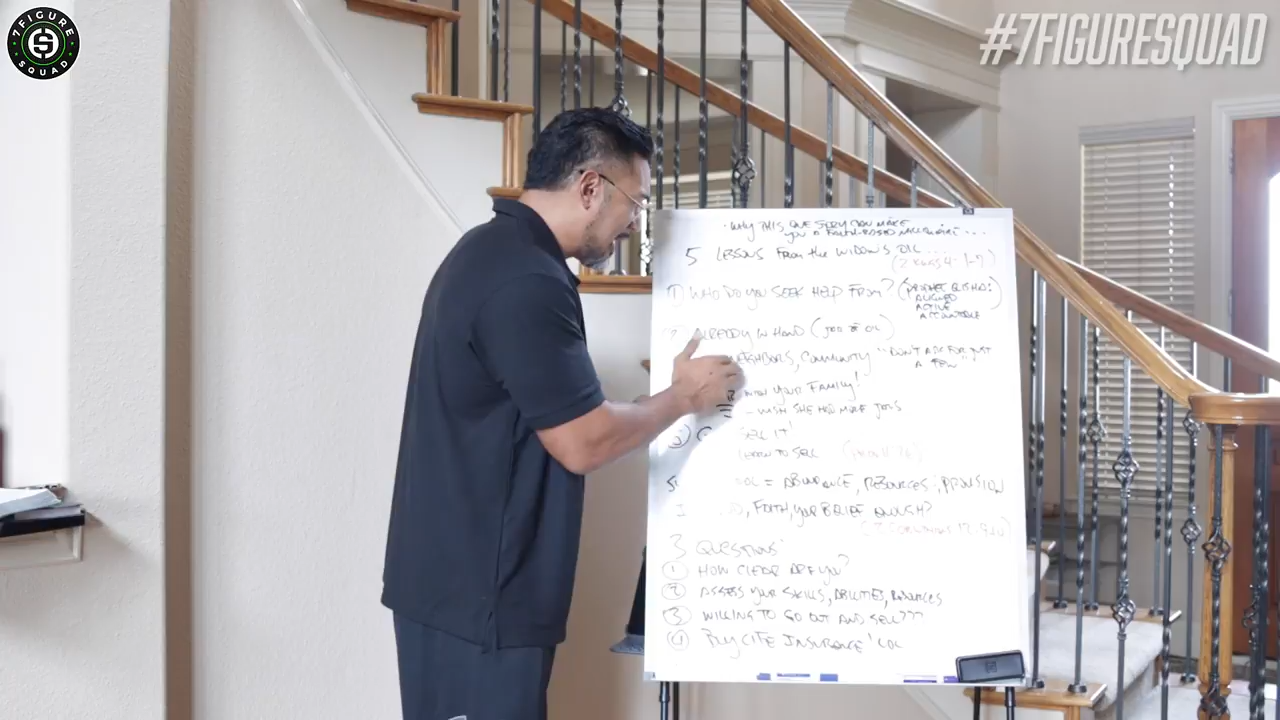 7FIGURE
SQUAD
#7FIGURESQUAD
WHY THIS ONE STORY CAN MAKE
YOU A FAITH-BASED MILLIONAIRE...
5 LESSONS FROM THE WIDOW'S OIL...
(2 KINGS 4:1-7)
① WHO DO YOU SEEK HELP FROM? (PROPHET ELISHA:
ALIGNED
ACTIVE
ACCOUNTABLE
ALREADY IN HAND (JAR OF OIL)
NEIGHBORS, COMMUNITY "DON'T ASK FOR JUST
A FEW"
YOUR FAMILY!
- WISH SHE HAD MORE JARS
SELL IT!
LEARN TO SELL
OIL = ABUNDANCE, RESOURCES, PROVISION
FAITH, YOUR BELIEF ENOUGH?
3 QUESTIONS
① HOW CLEAR ARE YOU?
② ASSESS YOUR SKILLS, ABILITIES, RESOURCES
③ WILLING TO GO OUT AND SELL???
④ BUY LIFE INSURANCE! LOL